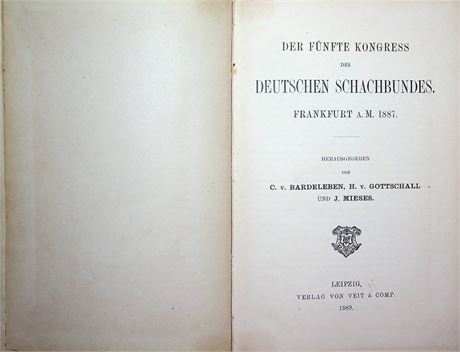 DER FÜNFTE KONGRESS
DES
DEUTSCHEN SCHACHBUNDES.
FRANKFURT A.M. 1887.
HERAUSGEGEBEN
VON
C. v. BARDELEBEN, H. v. GOTTSCHALL
UND J. MIESES.
LEIPZIG,
VERLAG VON VEIT & COMP.
1889.